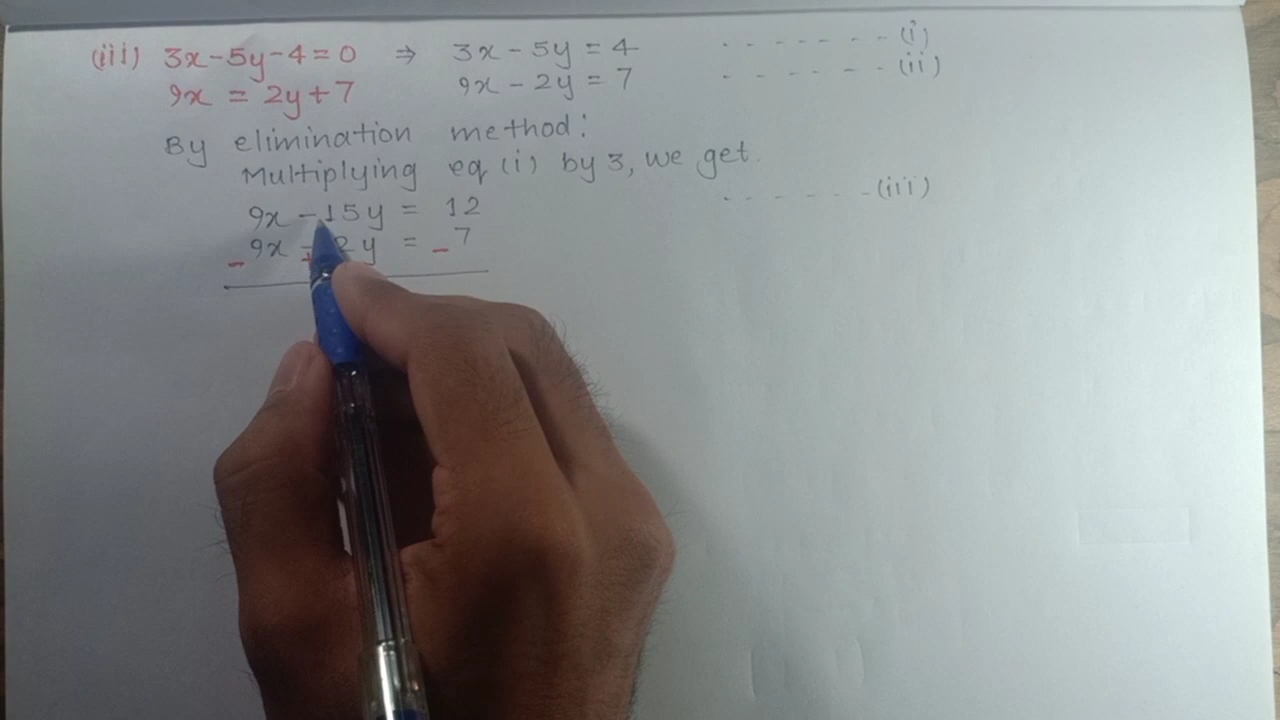 (iii) 3x-5y-4=0 ⇒ 3x-5y=4 -------(i)
9x = 2y+7 9x-2y=7 -------(ii)
By elimination method:
Multiplying eq (i) by 3, we get.
9x-15y = 12 ------(iii)
9x-2y = 7
- + -